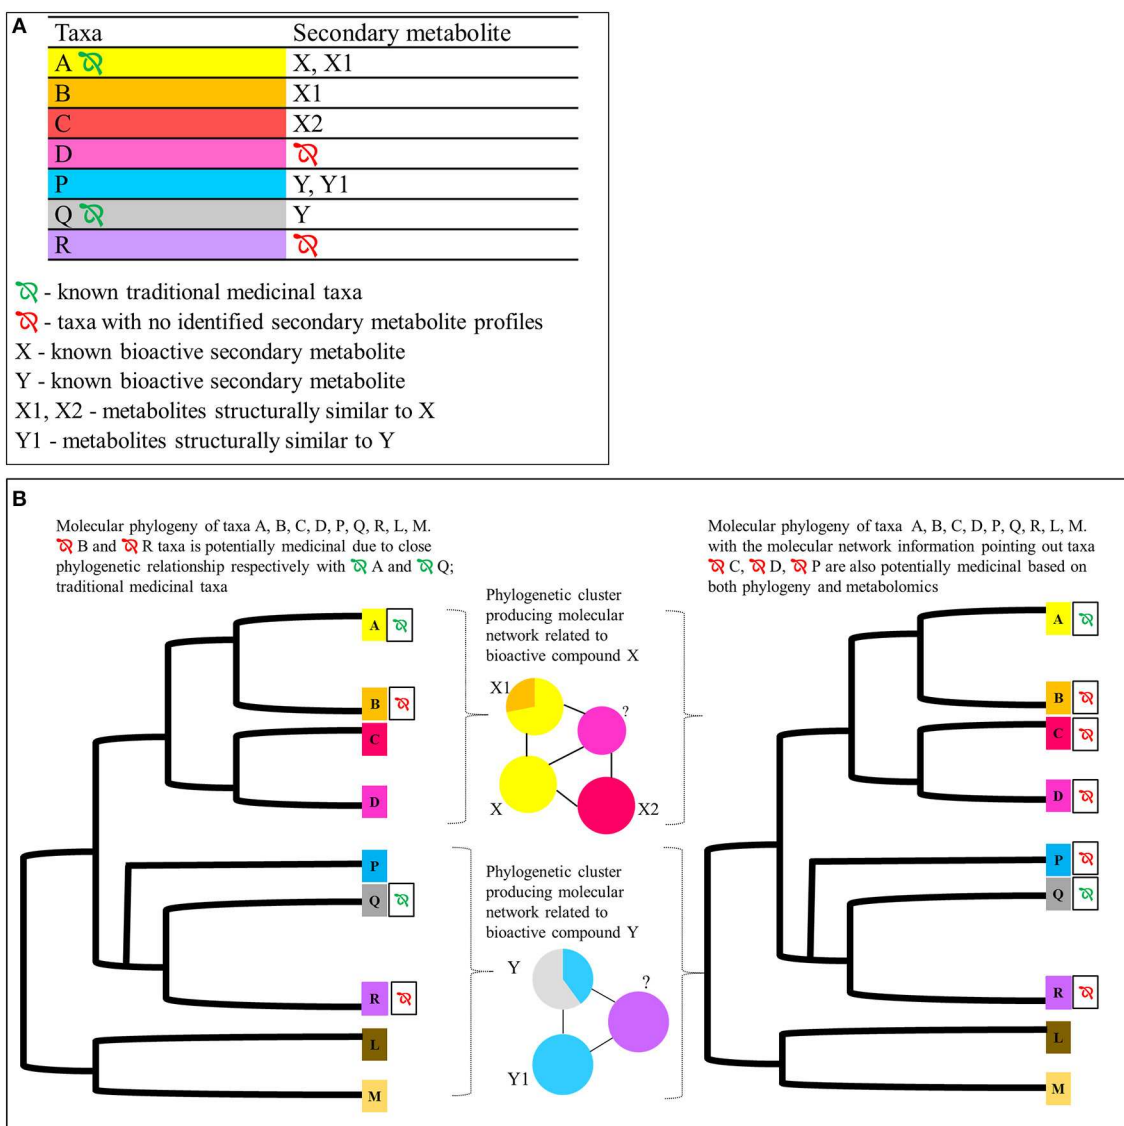 A
Taxa Secondary metabolite
A X, X1
B X1
C X2
D
P Y, Y1
Q Y
R
- known traditional medicinal taxa
- taxa with no identified secondary metabolite profiles
X - known bioactive secondary metabolite
Y - known bioactive secondary metabolite
X1, X2 - metabolites structurally similar to X
Y1 - metabolites structurally similar to Y
B
Molecular phylogeny of taxa A, B, C, D, P, Q, R, L, M.
B and R taxa is potentially medicinal due to close
phylogenetic relationship respectively with A and Q;
traditional medicinal taxa
A
B
C
D
P
Q
R
L
M
Phylogenetic cluster
producing molecular
network related to
bioactive compound X
X1
?
X
X2
Phylogenetic cluster
producing molecular
network related to
bioactive compound Y
Y
?
Y1
Molecular phylogeny of taxa A, B, C, D, P, Q, R, L, M.
with the molecular network information pointing out taxa
C, D, P are also potentially medicinal based on
both phylogeny and metabolomics
A
B
C
D
P
Q
R
L
M